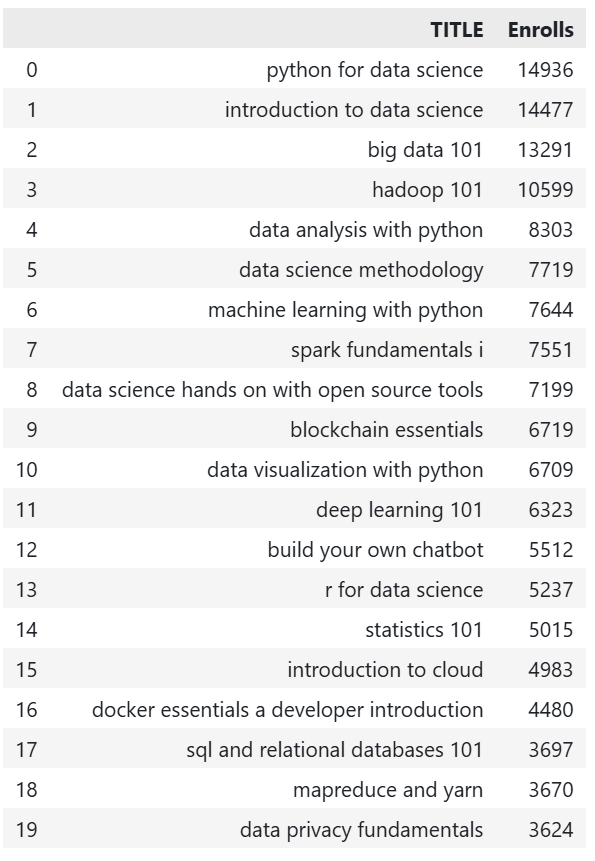 TITLE Enrolls
0 python for data science 14936
1 introduction to data science 14477
2 big data 101 13291
3 hadoop 101 10599
4 data analysis with python 8303
5 data science methodology 7719
6 machine learning with python 7644
7 spark fundamentals i 7551
8 data science hands on with open source tools 7199
9 blockchain essentials 6719
10 data visualization with python 6709
11 deep learning 101 6323
12 build your own chatbot 5512
13 r for data science 5237
14 statistics 101 5015
15 introduction to cloud 4983
16 docker essentials a developer introduction 4480
17 sql and relational databases 101 3697
18 mapreduce and yarn 3670
19 data privacy fundamentals 3624